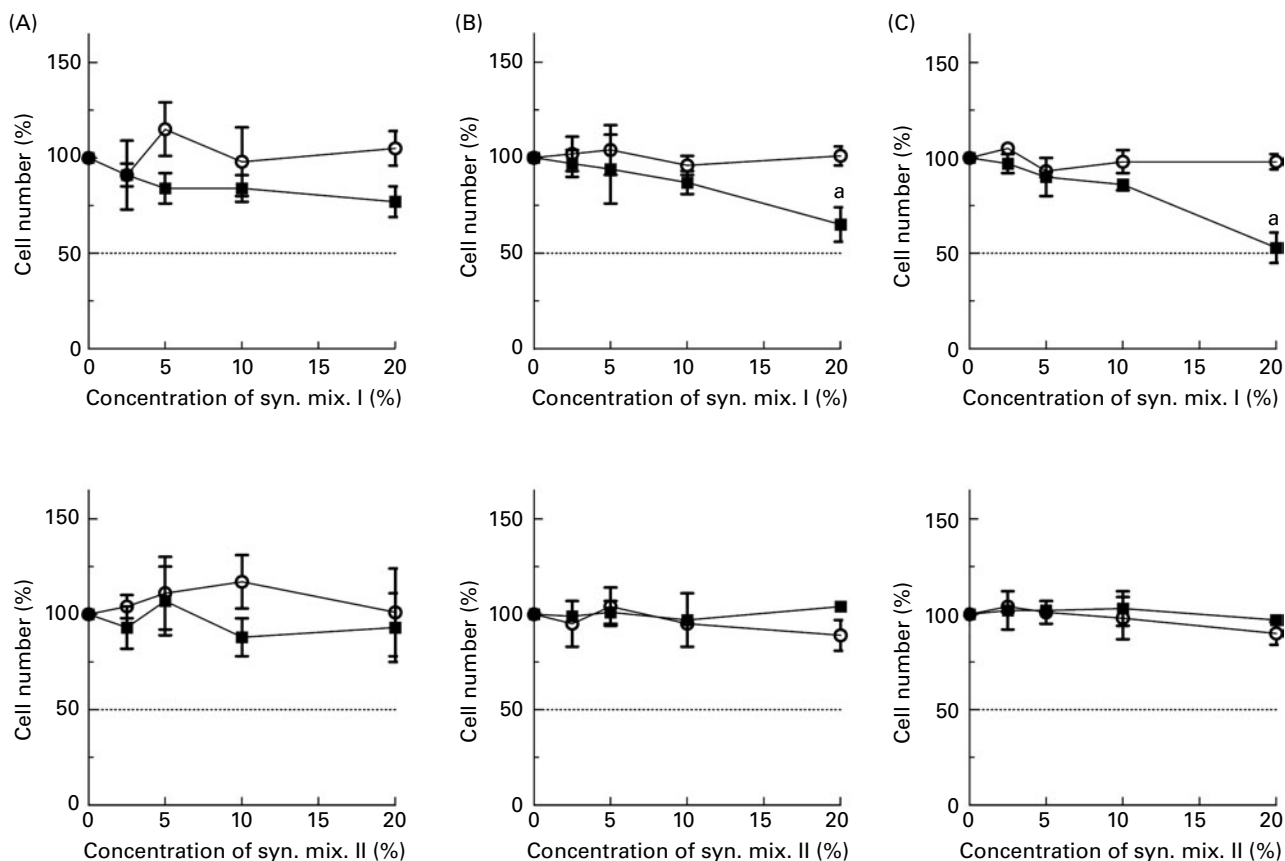 (A)
150
100
50
0
Cell number (%)
0 5 10 15 20
Concentration of syn. mix. I (%)
(B)
150
100
50
0
Cell number (%)
a
0 5 10 15 20
Concentration of syn. mix. I (%)
(C)
150
100
50
0
Cell number (%)
a
0 5 10 15 20
Concentration of syn. mix. I (%)
150
100
50
0
Cell number (%)
0 5 10 15 20
Concentration of syn. mix. II (%)
150
100
50
0
Cell number (%)
0 5 10 15 20
Concentration of syn. mix. II (%)
150
100
50
0
Cell number (%)
0 5 10 15 20
Concentration of syn. mix. II (%)